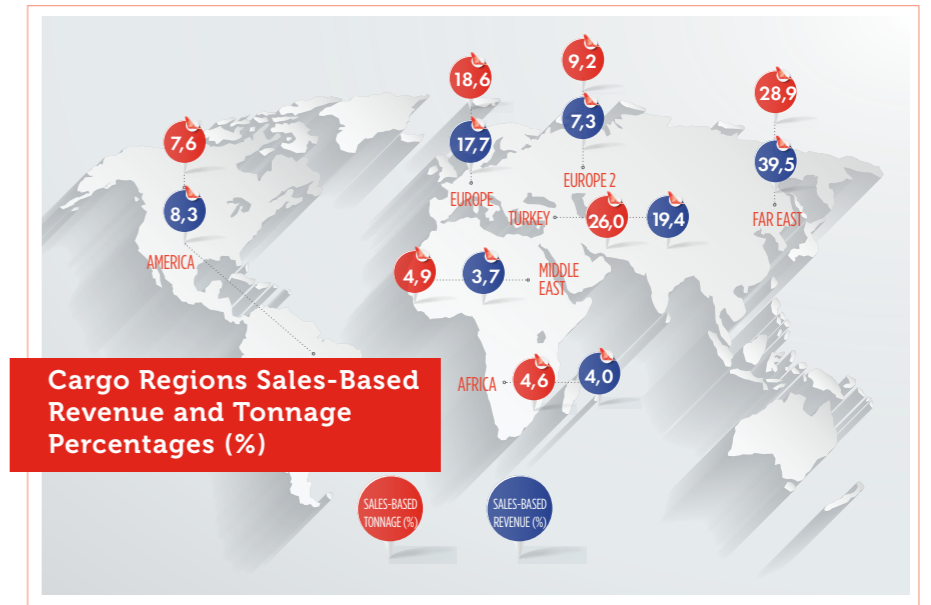 9,2
18,6
28,9
7,3
7,6
17,7
39,5
EUROPE 2
EUROPE
8,3
TURKEY
26,0
19,4
FAR EAST
AMERICA
4,9
3,7
MIDDLE
EAST
Cargo Regions Sales-Based
Revenue and Tonnage
Percentages (%)
AFRICA
4,6
4,0
SALES-BASED
TONNAGE (%)
SALES-BASED
REVENUE (%)